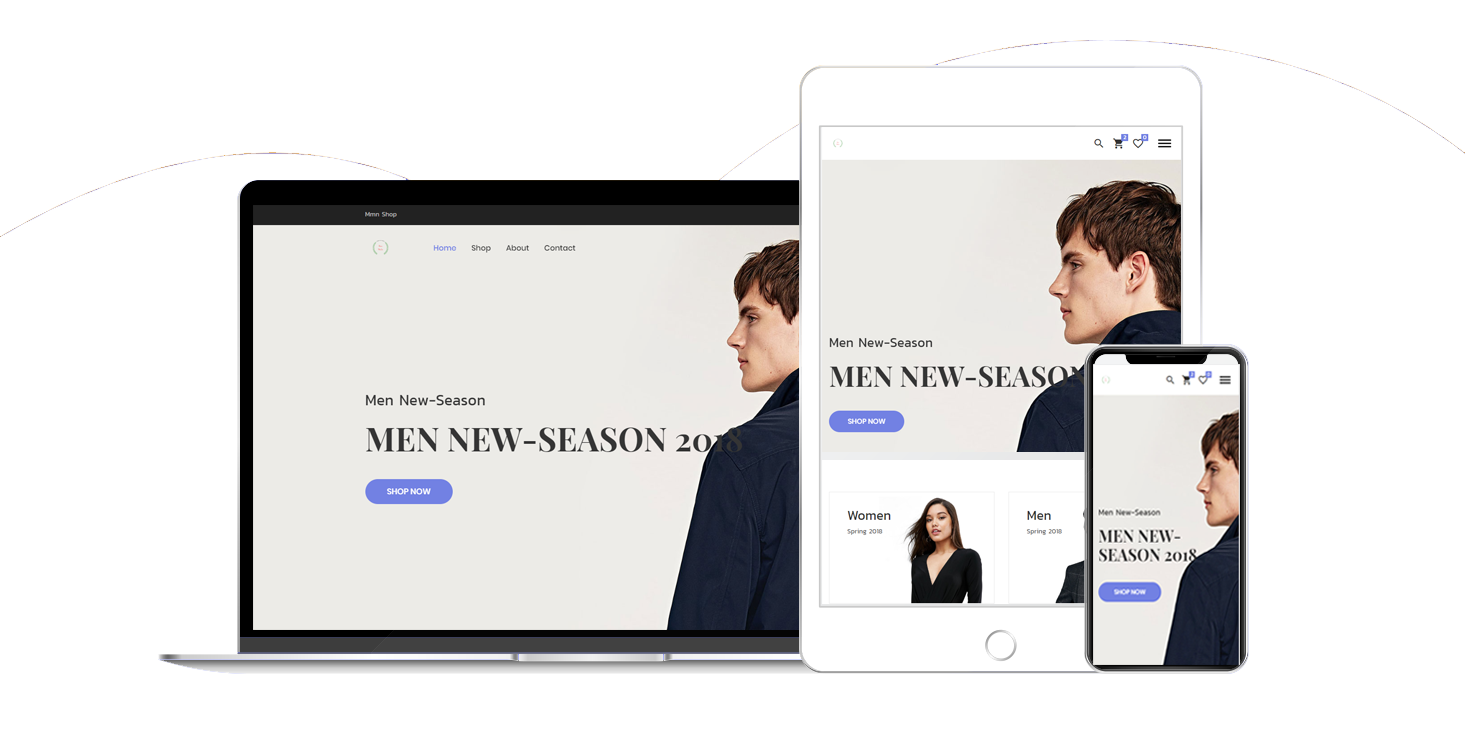 Mmn Shop
Home Shop About Contact
Men New-Season
MEN NEW-SEASON 2018
SHOP NOW
2 0
Men New-Season
MEN NEW-SEASON
SHOP NOW
Women
Spring 2018
Men
Spring 2018
Men New-Season
MEN NEW-
SEASON 2018
SHOP NOW